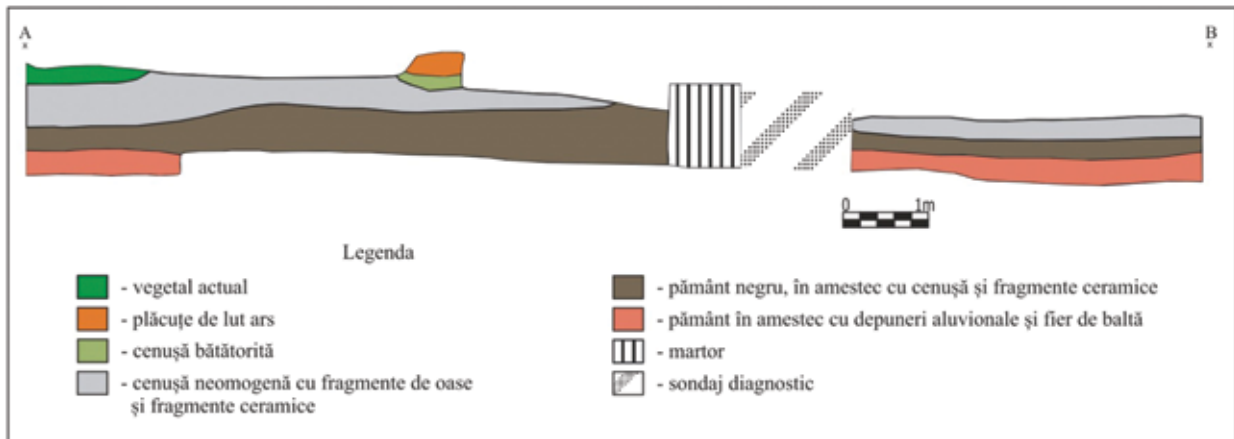 A
B
x
x
0 1m
Legenda
- vegetal actual
- plăcuțe de lut ars
- cenușă bătătorită
- cenușă neomogenă cu fragmente de oase
și fragmente ceramice
- pământ negru, în amestec cu cenușă și fragmente ceramice
- pământ în amestec cu depuneri aluvionale și fier de baltă
- martor
- sondaj diagnostic